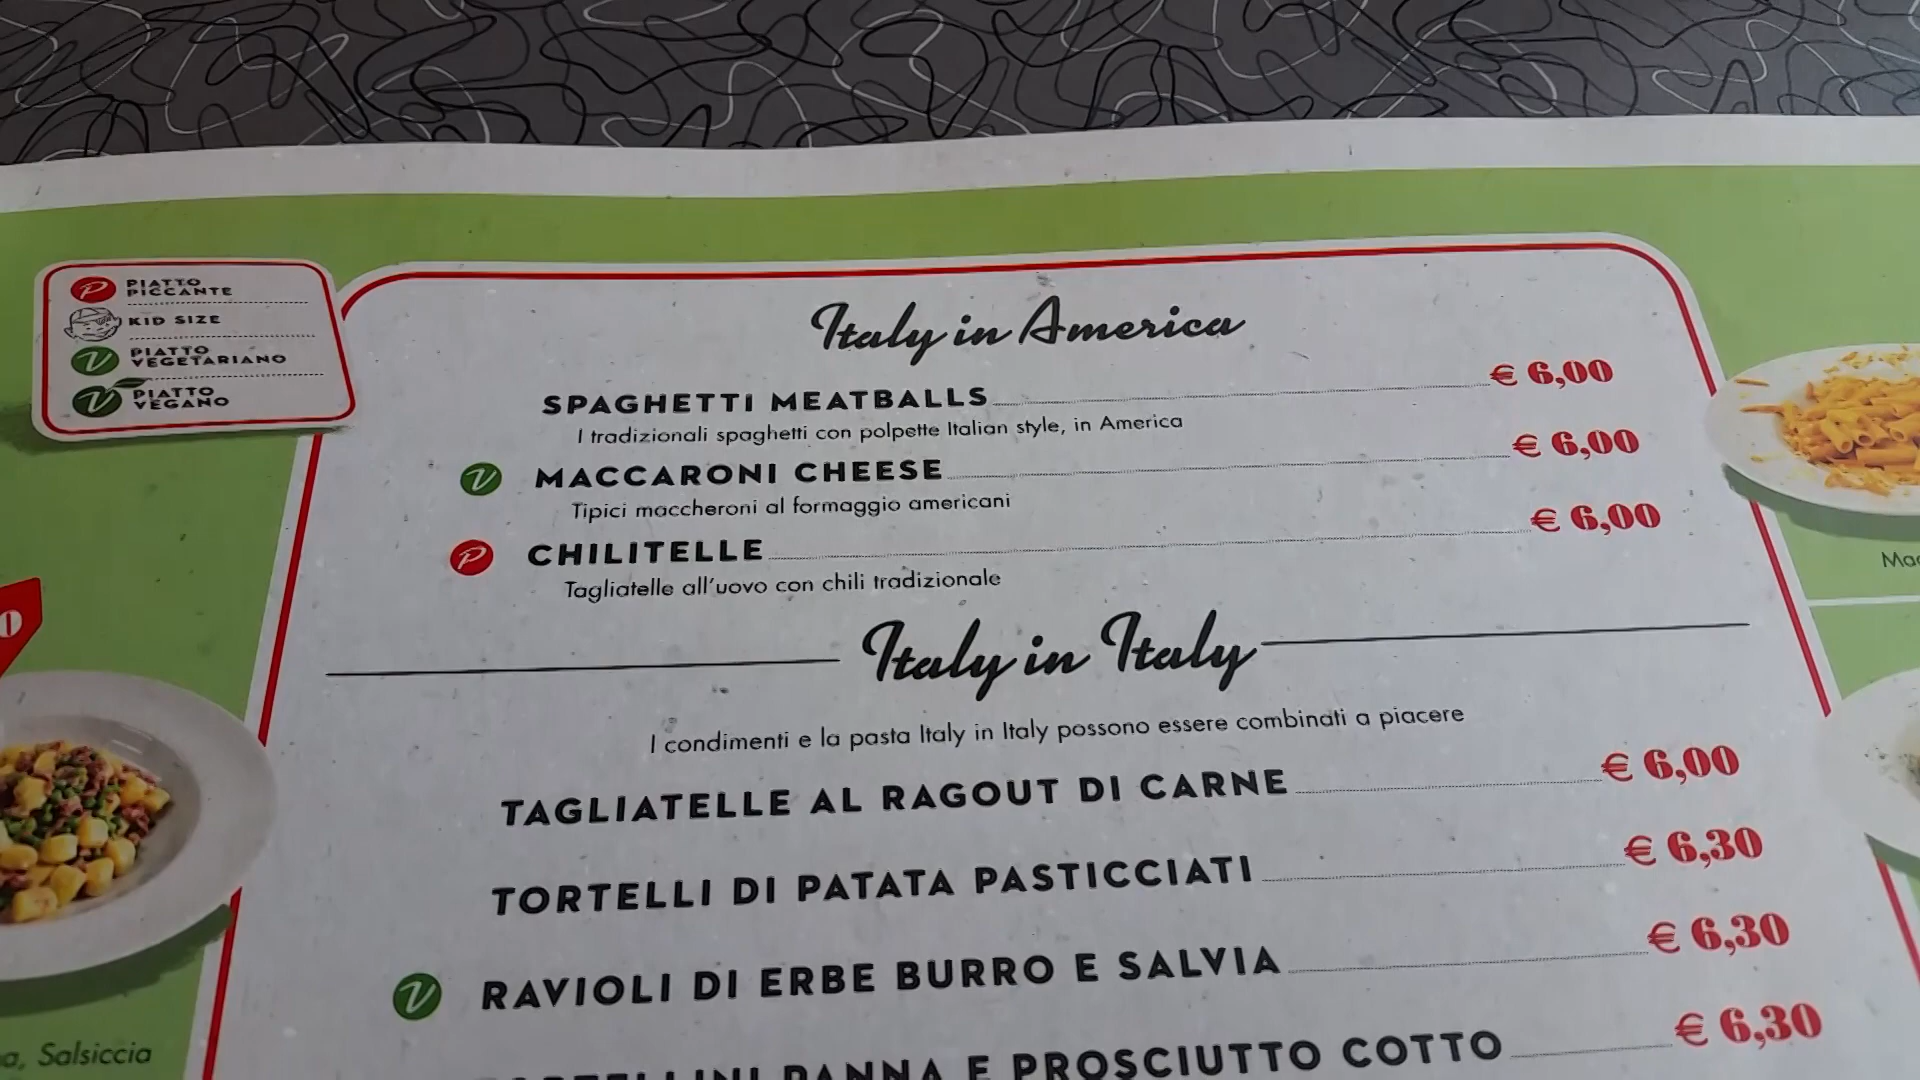 PIATTO
PICCANTE
KID SIZE
PIATTO
VEGETARIANO
PIATTO
VEGANO
Italy in America
SPAGHETTI MEATBALLS € 6,00
I tradizionali spaghetti con polpette Italian style, in America
V MACCARONI CHEESE € 6,00
Tipici maccheroni al formaggio americani
P CHILITELLE € 6,00
Tagliatelle all'uovo con chili tradizionale
Italy in Italy
I condimenti e la pasta Italy in Italy possono essere combinati a piacere
TAGLIATELLE AL RAGOUT DI CARNE € 6,00
TORTELLI DI PATATA PASTICCIATI € 6,30
V RAVIOLI DI ERBE BURRO E SALVIA € 6,30
PANNA E PROSCIUTTO COTTO € 6,30
Salsiccia